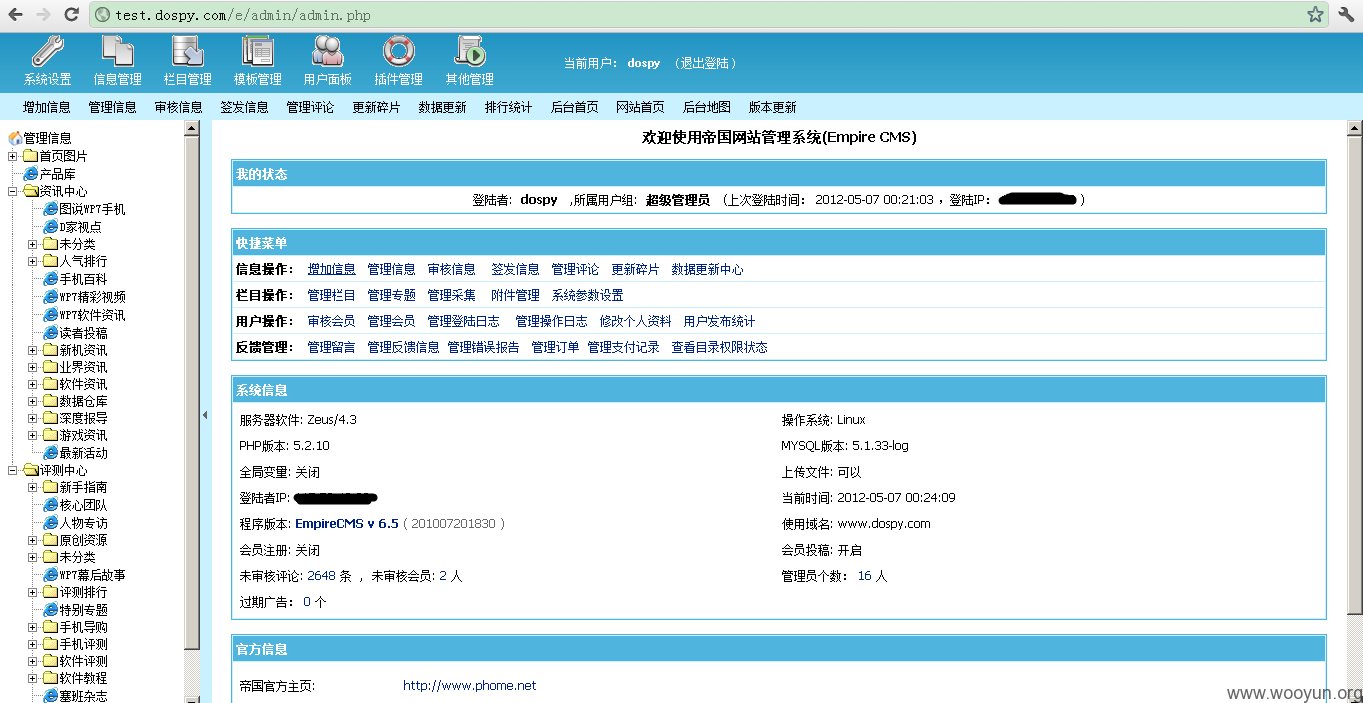 test.dospy.com/e/admin/admin.php
系统设置 信息管理 栏目管理 模板管理 用户面板 插件管理 其他管理
当前用户： dospy （退出登陆）
增加信息 管理信息 审核信息 签发信息 管理评论 更新碎片 数据更新 排行统计 后台首页 网站首页 后台地图 版本更新
管理信息
首页图片
产品库
资讯中心
图说WP7手机
D家视点
未分类
人气排行
手机百科
WP7精彩视频
WP7软件资讯
读者投稿
新机资讯
业界资讯
软件资讯
数据仓库
深度报导
游戏资讯
最新活动
评测中心
新手指南
核心团队
人物专访
原创资源
未分类
WP7幕后故事
评测排行
特别专题
手机导购
手机评测
软件评测
软件教程
塞班杂志
欢迎使用帝国网站管理系统(Empire CMS)
我的状态
登陆者: dospy ,所属用户组: 超级管理员 (上次登陆时间： 2012-05-07 00:21:03 ，登陆IP： )
快捷菜单
信息操作： 增加信息 管理信息 审核信息 签发信息 管理评论 更新碎片 数据更新中心
栏目操作： 管理栏目 管理专题 管理采集 附件管理 系统参数设置
用户操作： 审核会员 管理会员 管理登陆日志 管理操作日志 修改个人资料 用户发布统计
反馈管理： 管理留言 管理反馈信息 管理错误报告 管理订单 管理支付记录 查看目录权限状态
系统信息
服务器软件: Zeus/4.3 操作系统: Linux
PHP版本: 5.2.10 MYSQL版本: 5.1.33-log
全局变量: 关闭 上传文件: 可以
登陆者IP: 当前时间: 2012-05-07 00:24:09
程序版本: EmpireCMS v 6.5 ( 201007201830 ) 使用域名: www.dospy.com
会员注册: 关闭 会员投稿: 开启
未审核评论: 2648 条 ，未审核会员: 2 人 管理员个数： 16 人
过期广告： 0 个
官方信息
帝国官方主页: http://www.phome.net
www.wooyun.org